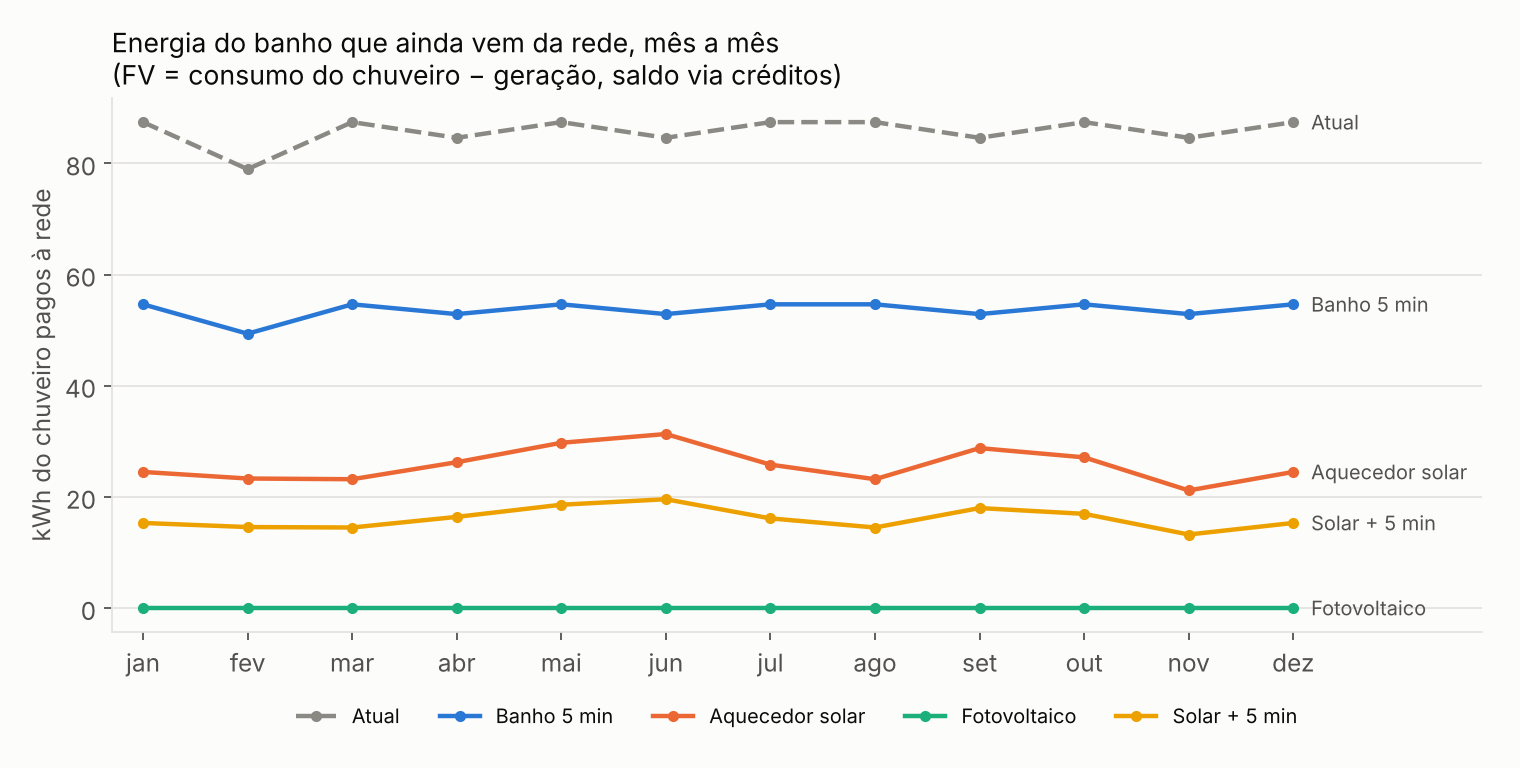 Energia do banho que ainda vem da rede, mês a mês
(FV = consumo do chuveiro − geração, saldo via créditos)
kWh do chuveiro pagos à rede
80
60
40
20
0
Atual
Banho 5 min
Aquecedor solar
Solar + 5 min
Fotovoltaico
jan fev mar abr mai jun jul ago set out nov dez
Atual Banho 5 min Aquecedor solar Fotovoltaico Solar + 5 min